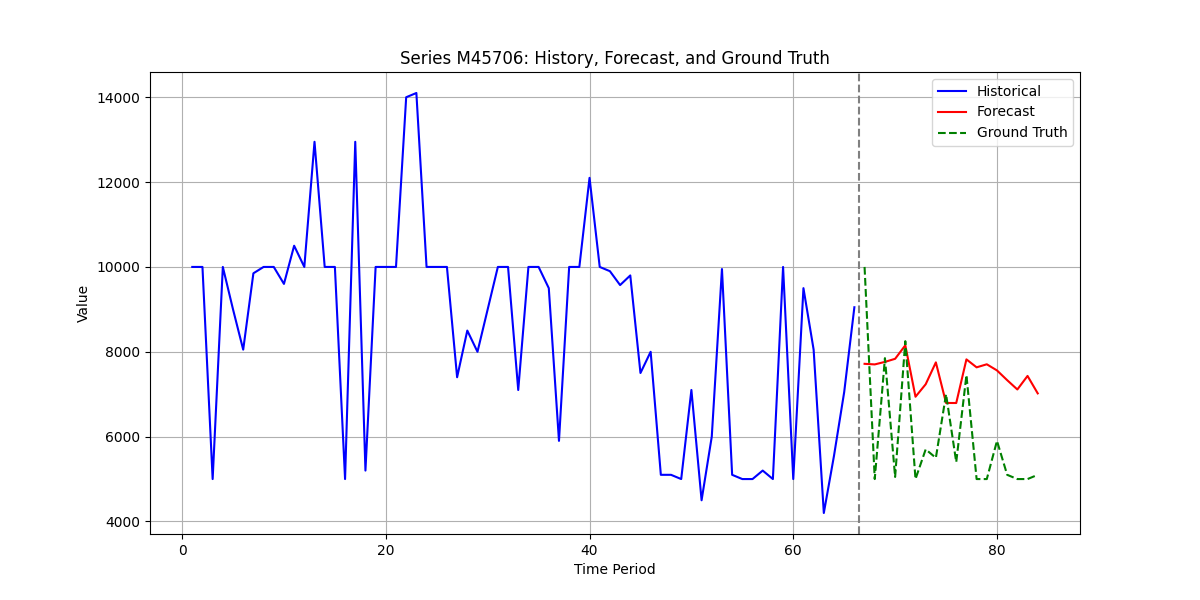 Series M45706: History, Forecast, and Ground Truth
14000
12000
10000
8000
6000
4000
Value
0
20
40
60
80
Time Period
Historical
Forecast
Ground Truth